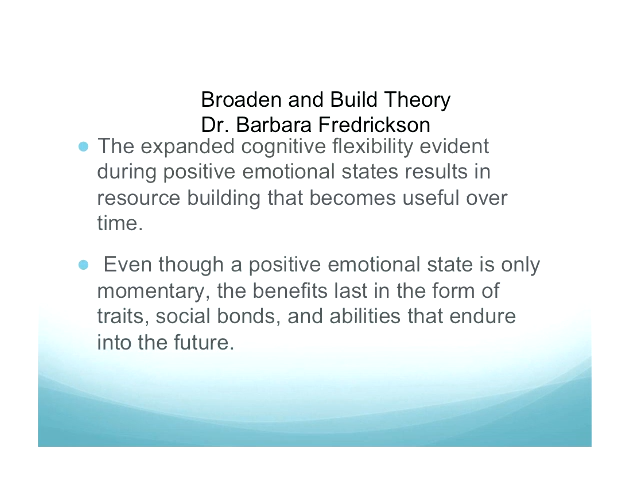 Broaden and Build Theory
Dr. Barbara Fredrickson
The expanded cognitive flexibility evident
during positive emotional states results in
resource building that becomes useful over
time.
Even though a positive emotional state is only
momentary, the benefits last in the form of
traits, social bonds, and abilities that endure
into the future.